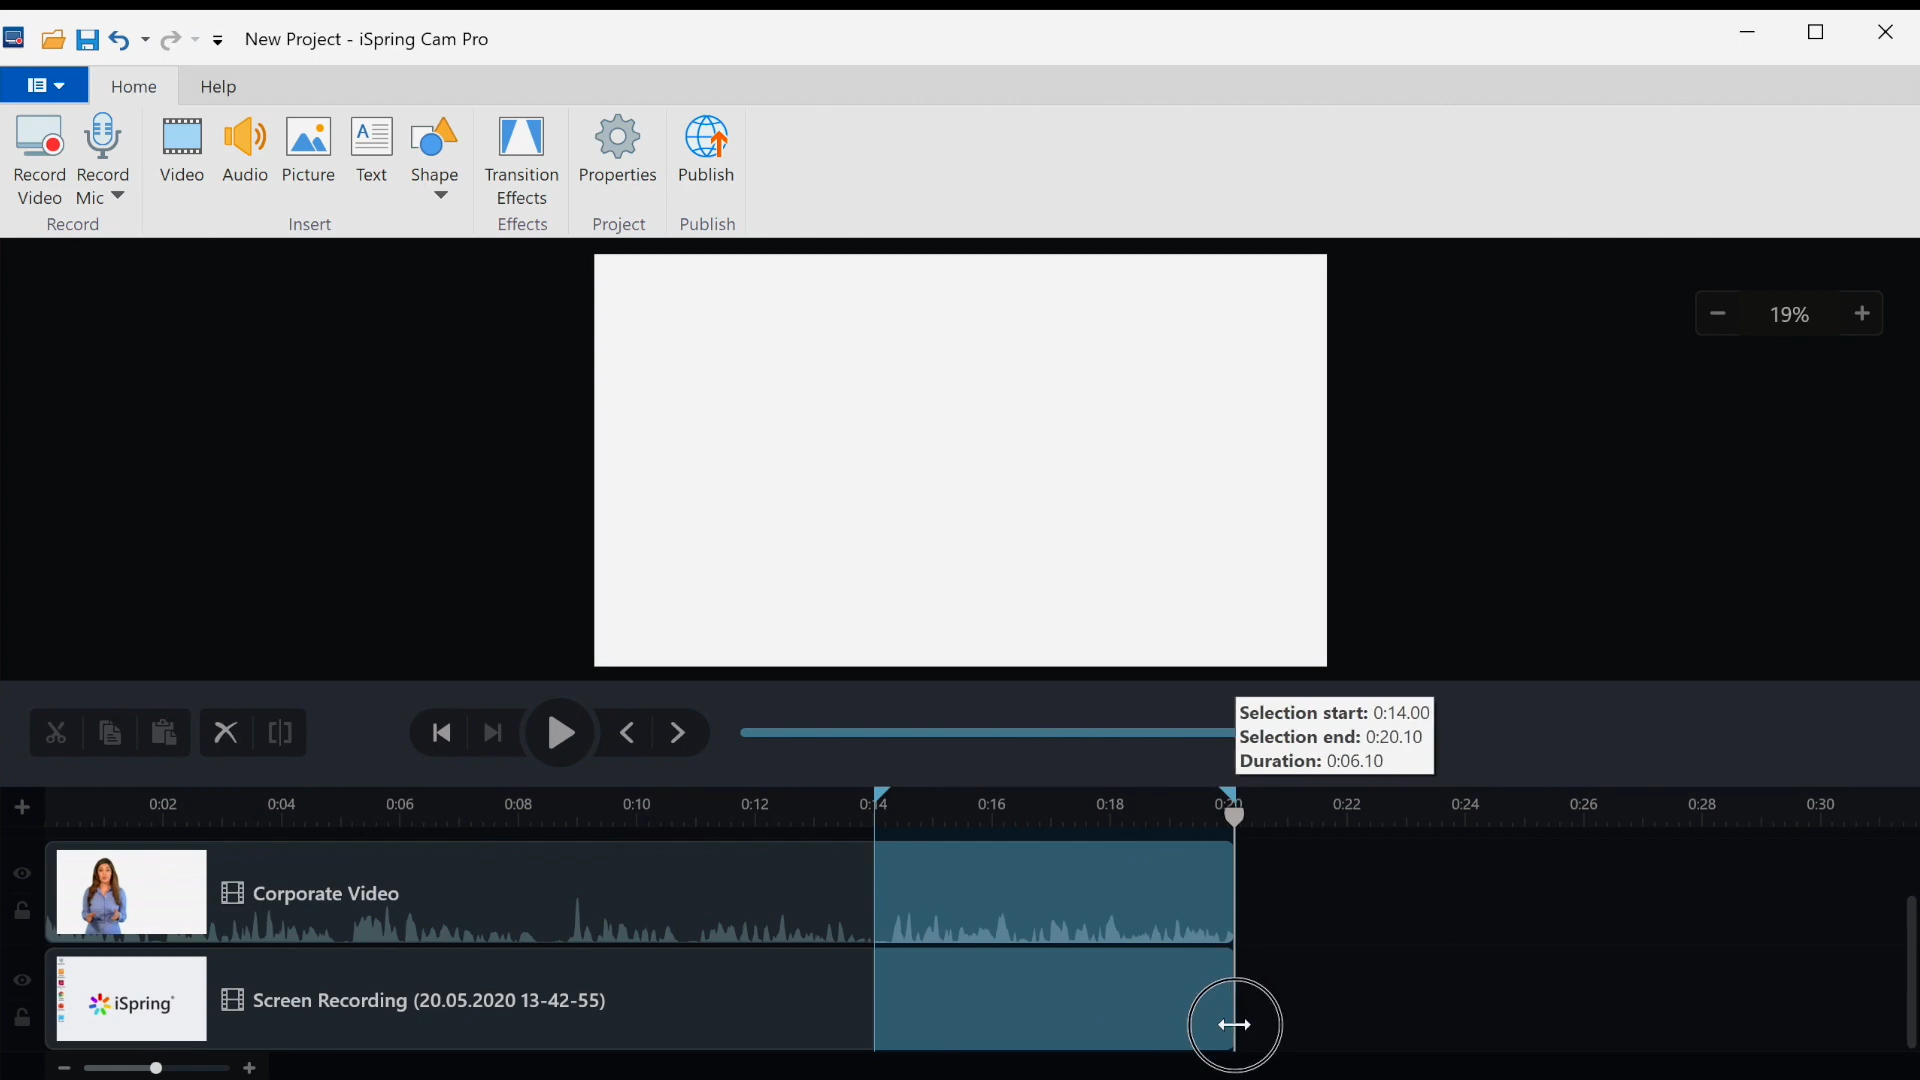 New Project - iSpring Cam Pro
Home Help
Record Video
Record Mic
Video
Audio
Picture
Text
Shape
Transition Effects
Properties
Publish
Record Insert Effects Project Publish
19%
Selection start: 0:14.00
Selection end: 0:20.10
Duration: 0:06.10
0:02 0:04 0:06 0:08 0:10 0:12 0:14 0:16 0:18 0:20 0:22 0:24 0:26 0:28 0:30
Corporate Video
iSpring
Screen Recording (20.05.2020 13-42-55)